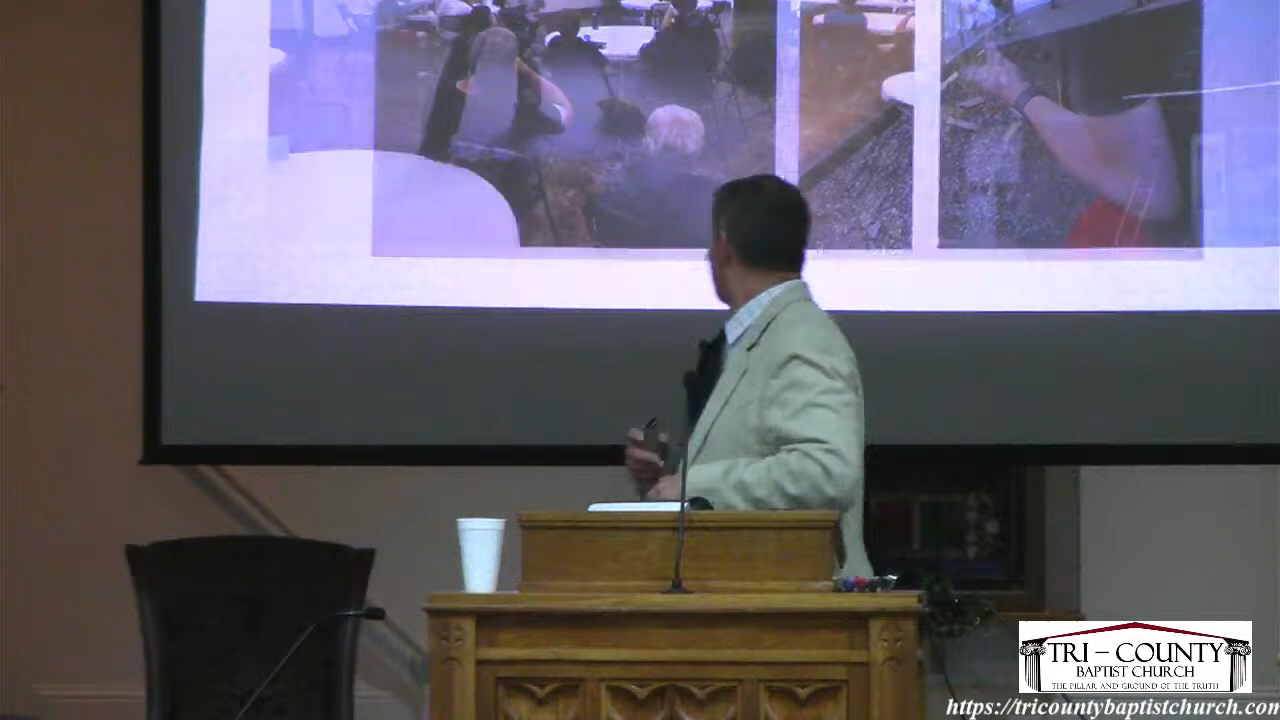 TRI - COUNTY
BAPTIST CHURCH
THE PILLAR AND GROUND OF THE TRUTH
https://tricountybaptistchurch.com